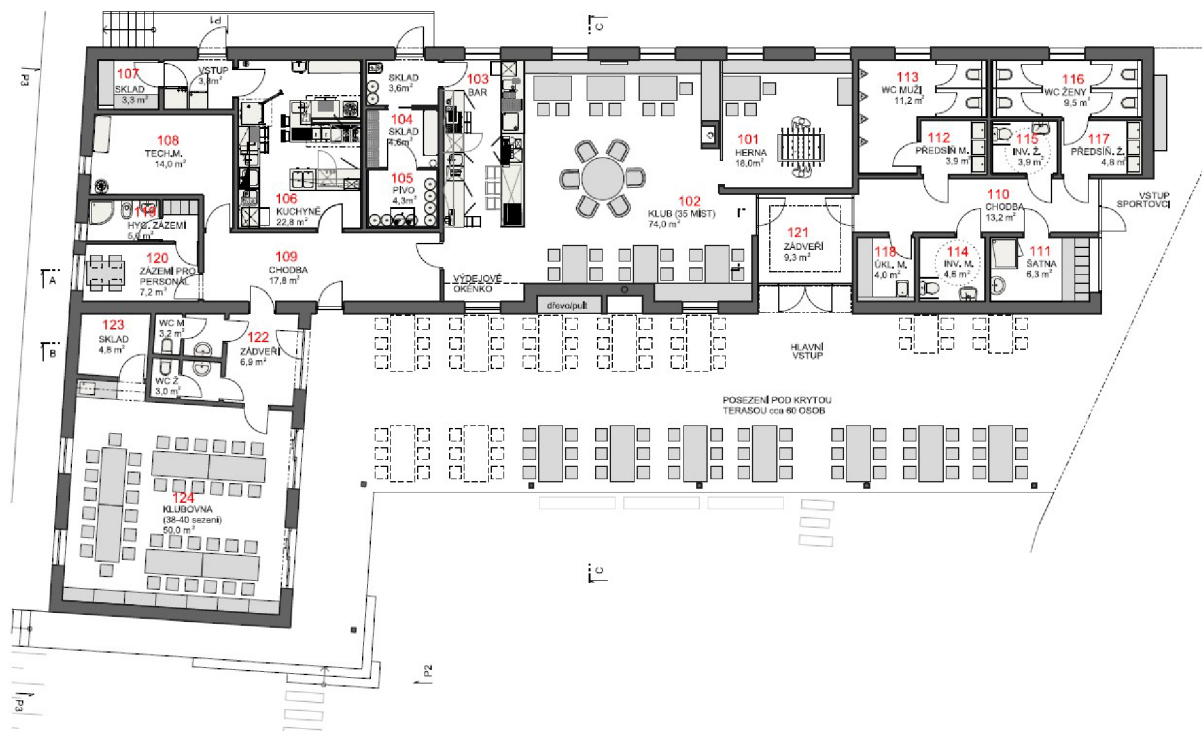 P1
C
P3
107
SKLAD
3,3 m²
VSTUP
SKLAD
3,6m²
103
BAR
113
WC MUŽI
11,2 m²
116
WC ŽENY
9,5 m²
108
TECH.M.
14,0 m²
104
SKLAD
4,6m²
101
HERNA
18,0m²
112
PŘEDSÍŇ M.
3,9 m²
115
INV. Ž.
3,9 m²
117
PŘEDSÍŇ. Ž.
4,8 m²
105
PIVO
4,3m²
106
KUCHYNĚ
22,8 m²
102
KLUB (35 MÍST)
74,0 m²
110
CHODBA
13,2 m²
VSTUP
SPORTOVCI
119
HYG. ZÁZEMÍ
121
ZÁDVEŘÍ
9,3 m²
118
ÚKL. M.
4,0 m²
114
INV. M.
4,6 m²
111
ŠATNA
6,3 m²
120
ZÁZEMÍ PRO
PERSONÁL
7,2 m²
109
CHODBA
17,8 m²
VÝDEJOVÉ
OKÉNKO
A
dřevo/pult
123
SKLAD
4,8 m²
WC M
3,2 m²
122
ZÁDVEŘÍ
6,9 m²
B
HLAVNÍ
VSTUP
WC Ž
3,0 m²
POSEZENÍ POD KRYTOU
TERASOU cca 60 OSOB
124
KLUBOVNA
(38-40 sezení)
50,0 m²
C
P2
P3